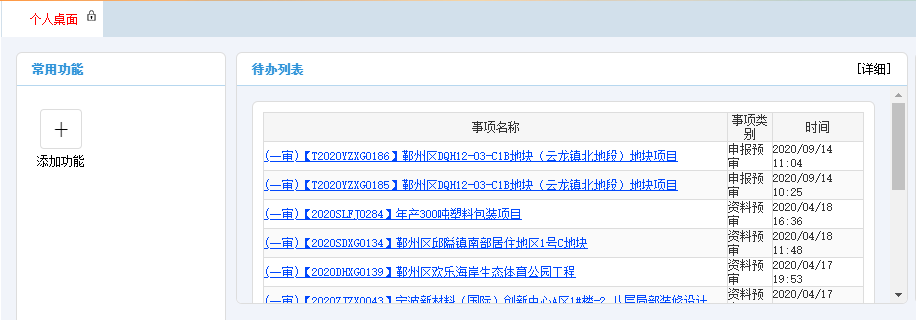 个人桌面
常用功能
添加功能
待办列表
[详细]
事项名称 事项类别 时间
(一审)【T2020YZXG0186】鄞州区DQH12-03-C1B地块（云龙镇北地段）地块项目 申报预审 2020/09/14 11:04
(一审)【T2020YZXG0185】鄞州区DQH12-03-C1B地块（云龙镇北地段）地块项目 申报预审 2020/09/14 10:25
(一审)【2020SLFJ0284】年产300吨塑料包装项目 资料预审 2020/04/18 16:36
(一审)【2020SDXG0134】鄞州区邱隘镇南部居住地区1号C地块 资料预审 2020/04/18 11:48
(一审)【2020DHXG0139】鄞州区欢乐海岸生态体育公园工程 资料预审 2020/04/17 19:53
(一审)【2020ZJZX0043】宁波新材料（国际）创新中心A区1#楼-2 八层局部装修设计 资料预 2020/04/17